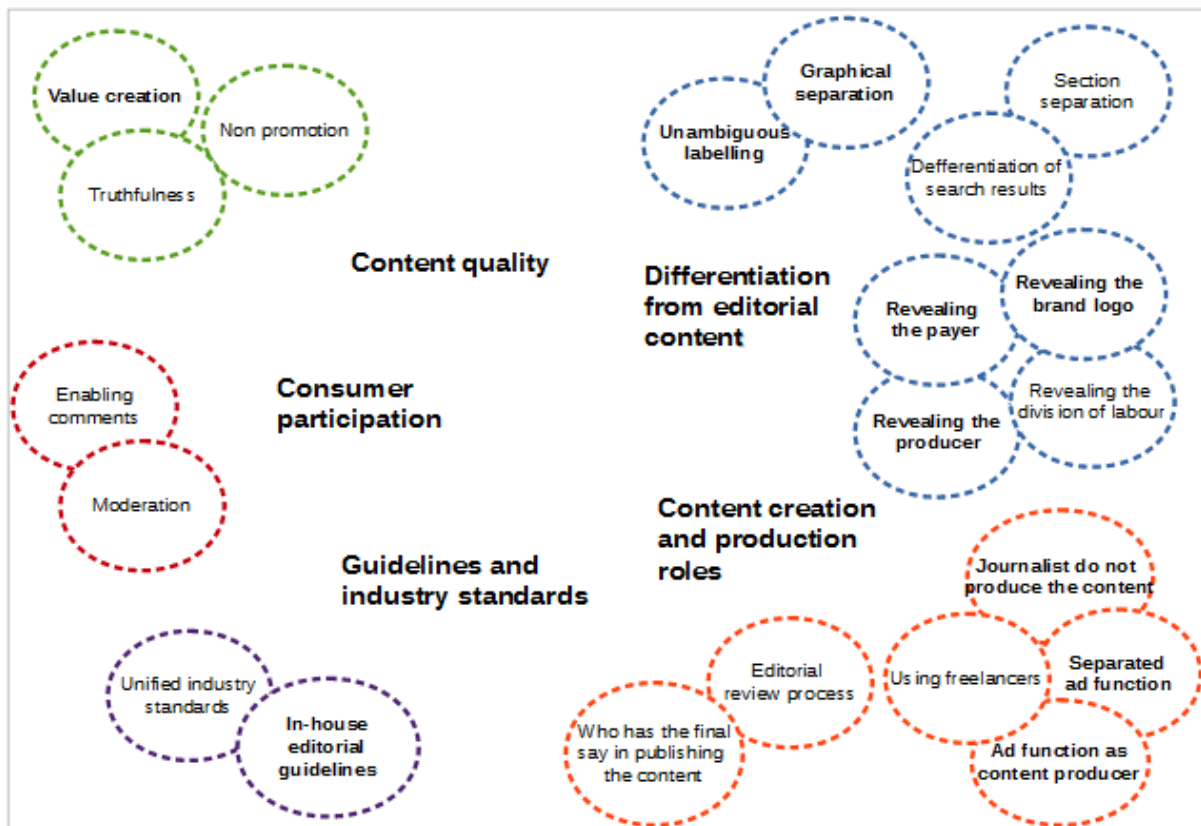 Value creation
Non promotion
Truthfulness
Content quality
Graphical
separation
Section
separation
Unambiguous
labelling
Defferentiation of
search results
Differentiation
from editorial
content
Revealing
the payer
Revealing the
brand logo
Revealing the
producer
Revealing the
division of labour
Consumer
participation
Enabling
comments
Moderation
Guidelines and
industry standards
Unified industry
standards
In-house
editorial
guidelines
Content creation
and production
roles
Journalist do not
produce the content
Editorial
review process
Using freelancers
Separated
ad function
Who has the final
say in publishing
the content
Ad function as
content producer